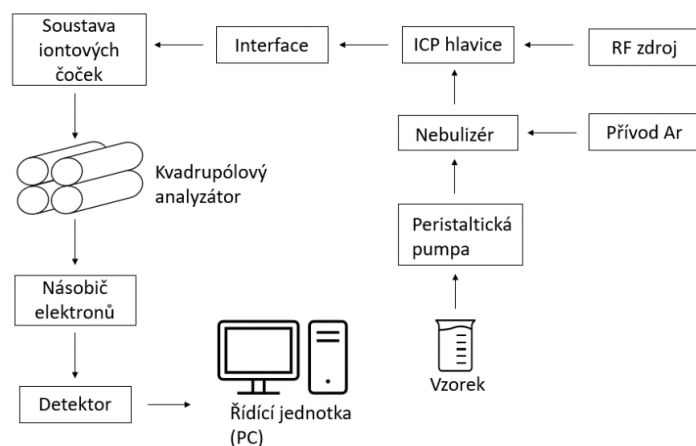 Soustava
iontových
čoček
Interface
ICP hlavice
RF zdroj
Nebulizér
Přívod Ar
Kvadrupólový
analyzátor
Peristaltická
pumpa
Násobič
elektronů
Vzorek
Detektor
Řídící jednotka
(PC)